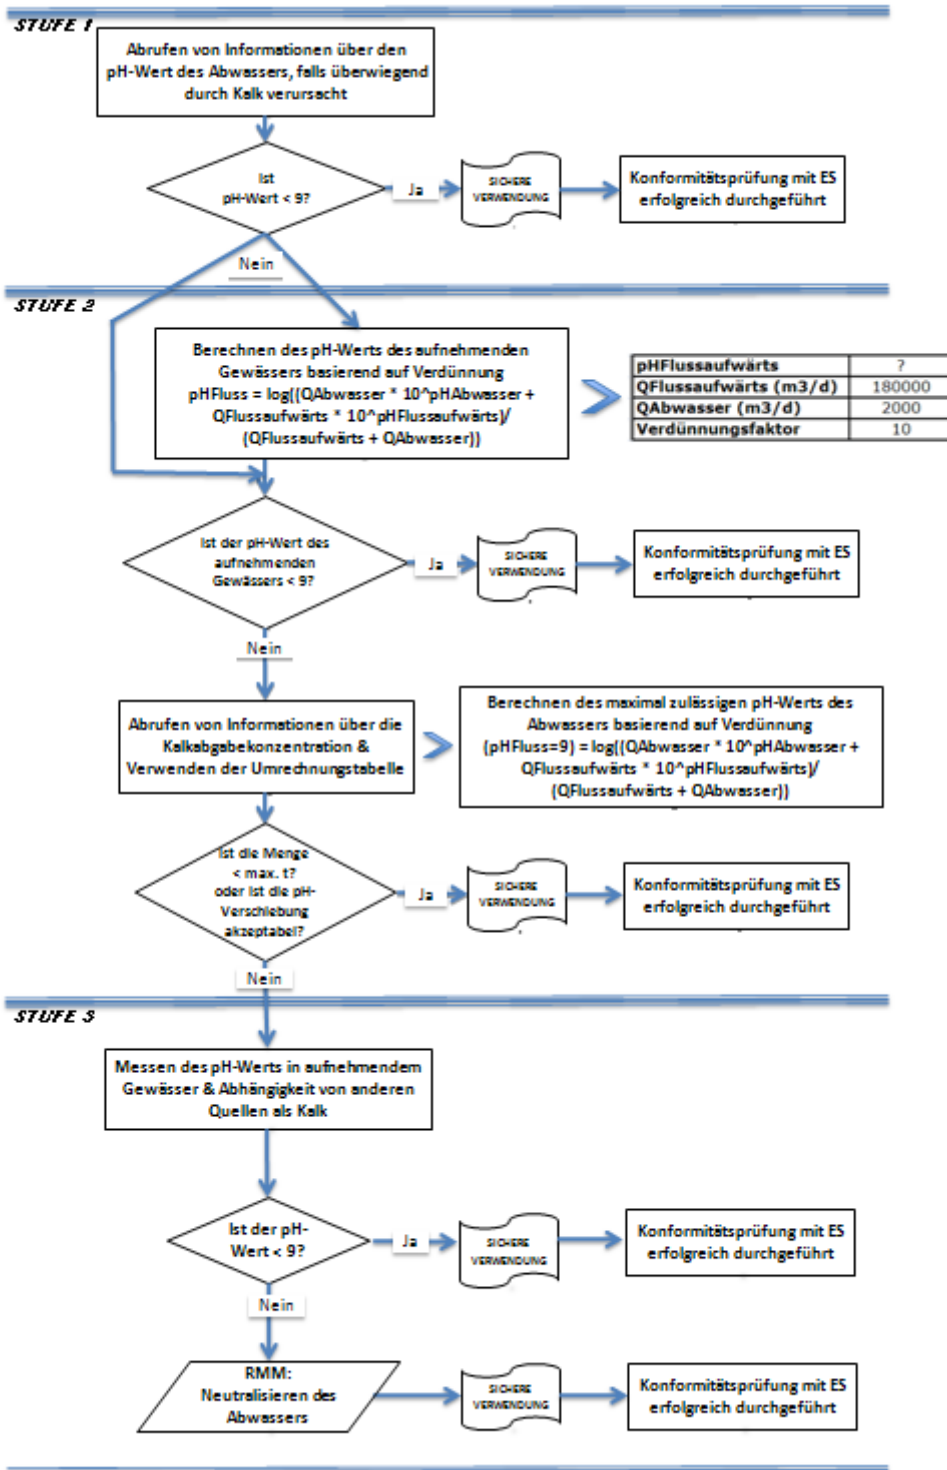 STUFE 1
Abrufen von Informationen über den
pH-Wert des Abwassers, falls überwiegend
durch Kalk verursacht
Ist
pH-Wert < 9?
Ja
SICHERE
VERWENDUNG
Konformitätsprüfung mit ES
erfolgreich durchgeführt
Nein
STUFE 2
Berechnen des pH-Werts des aufnehmenden
Gewässers basierend auf Verdünnung
pHFluss = log((QAbwasser * 10^pHAbwasser +
QFlussaufwärts * 10^pHFlussaufwärts)/
(QFlussaufwärts + QAbwasser))
pHFlussaufwärts ?
QFlussaufwärts (m3/d) 180000
QAbwasser (m3/d) 2000
Verdünnungsfaktor 10
Ist der pH-Wert des
aufnehmenden
Gewässers < 9?
Ja
SICHERE
VERWENDUNG
Konformitätsprüfung mit ES
erfolgreich durchgeführt
Nein
Abrufen von Informationen über die
Kalkabgabekonzentration &
Verwenden der Umrechnungstabelle
Berechnen des maximal zulässigen pH-Werts des
Abwassers basierend auf Verdünnung
(pHFluss=9) = log((QAbwasser * 10^pHAbwasser +
QFlussaufwärts * 10^pHFlussaufwärts)/
(QFlussaufwärts + QAbwasser))
Ist die Menge
< max. t?
oder Ist die pH-
Verschiebung
akzeptabel?
Ja
SICHERE
VERWENDUNG
Konformitätsprüfung mit ES
erfolgreich durchgeführt
Nein
STUFE 3
Messen des pH-Werts in aufnehmendem
Gewässer & Abhängigkeit von anderen
Quellen als Kalk
Ist der pH-
Wert < 9?
Ja
SICHERE
VERWENDUNG
Konformitätsprüfung mit ES
erfolgreich durchgeführt
Nein
RMM:
Neutralisieren des
Abwassers
SICHERE
VERWENDUNG
Konformitätsprüfung mit ES
erfolgreich durchgeführt